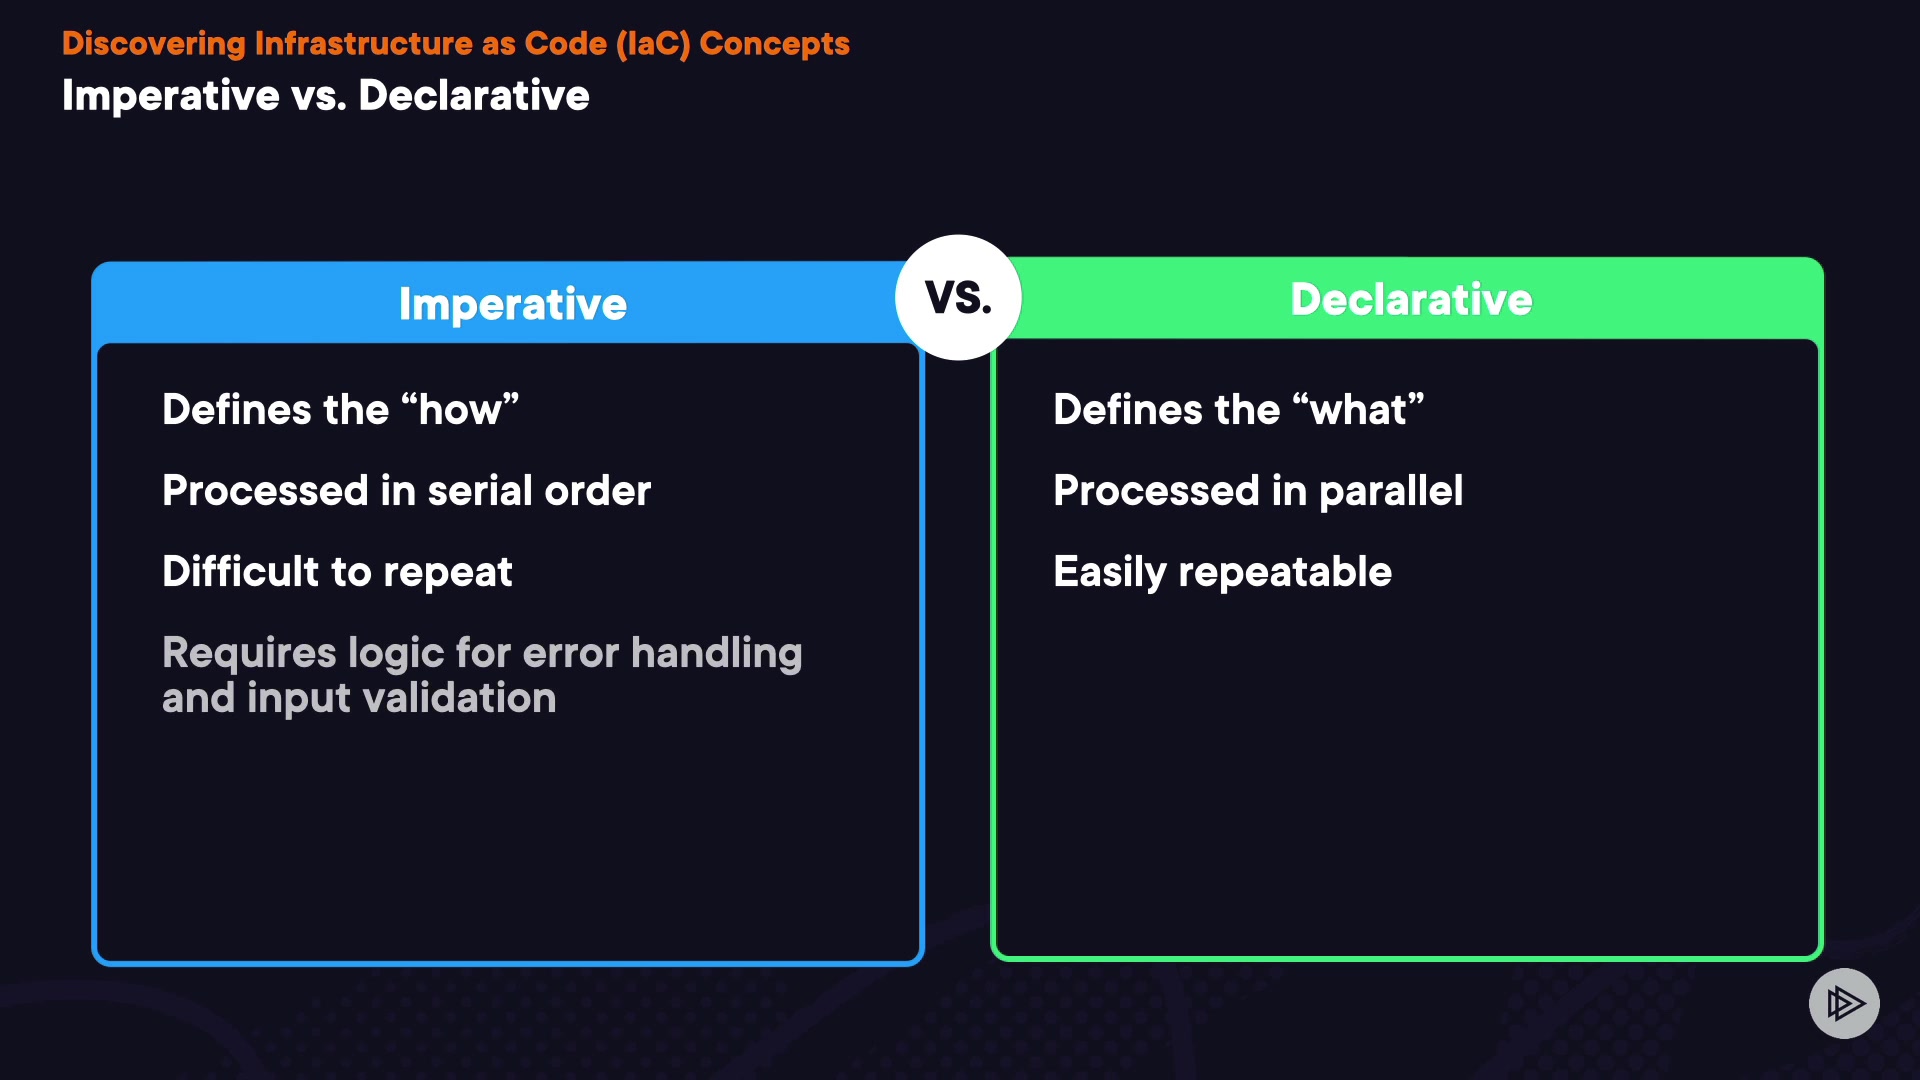 Discovering Infrastructure as Code (IaC) Concepts
Imperative vs. Declarative
Imperative
VS.
Declarative
Defines the “how”
Processed in serial order
Difficult to repeat
Requires logic for error handling
and input validation
Defines the “what”
Processed in parallel
Easily repeatable